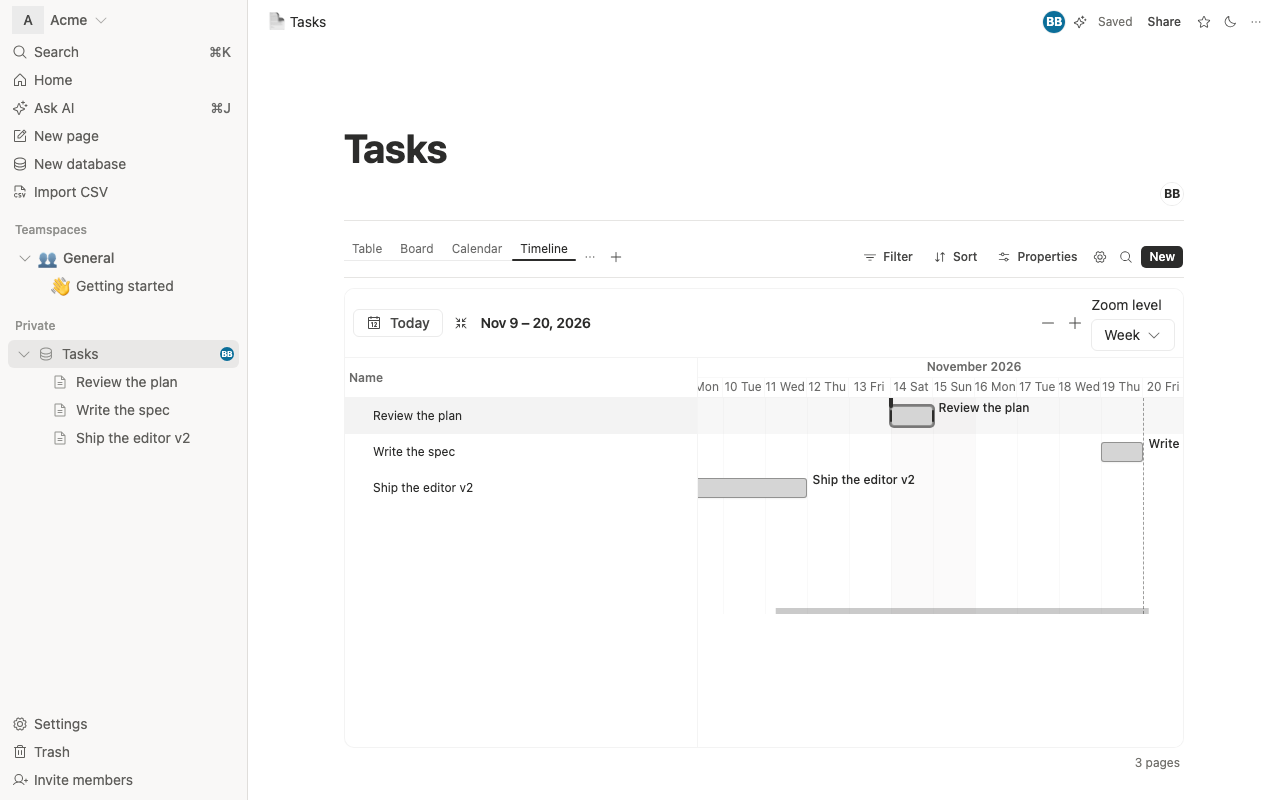 A Acme
Search ⌘K
Home
Ask AI ⌘J
New page
New database
Import CSV
Teamspaces
General
Getting started
Private
Tasks BB
Review the plan
Write the spec
Ship the editor v2
Settings
Trash
Invite members
Tasks
BB Saved Share
Tasks
BB
Table Board Calendar Timeline
Filter Sort Properties New
Today Nov 9 – 20, 2026
Zoom level
Week
Name
November 2026
Mon 10 Tue 11 Wed 12 Thu 13 Fri 14 Sat 15 Sun 16 Mon 17 Tue 18 Wed 19 Thu 20 Fri
Review the plan Review the plan
Write the spec Write
Ship the editor v2 Ship the editor v2
3 pages